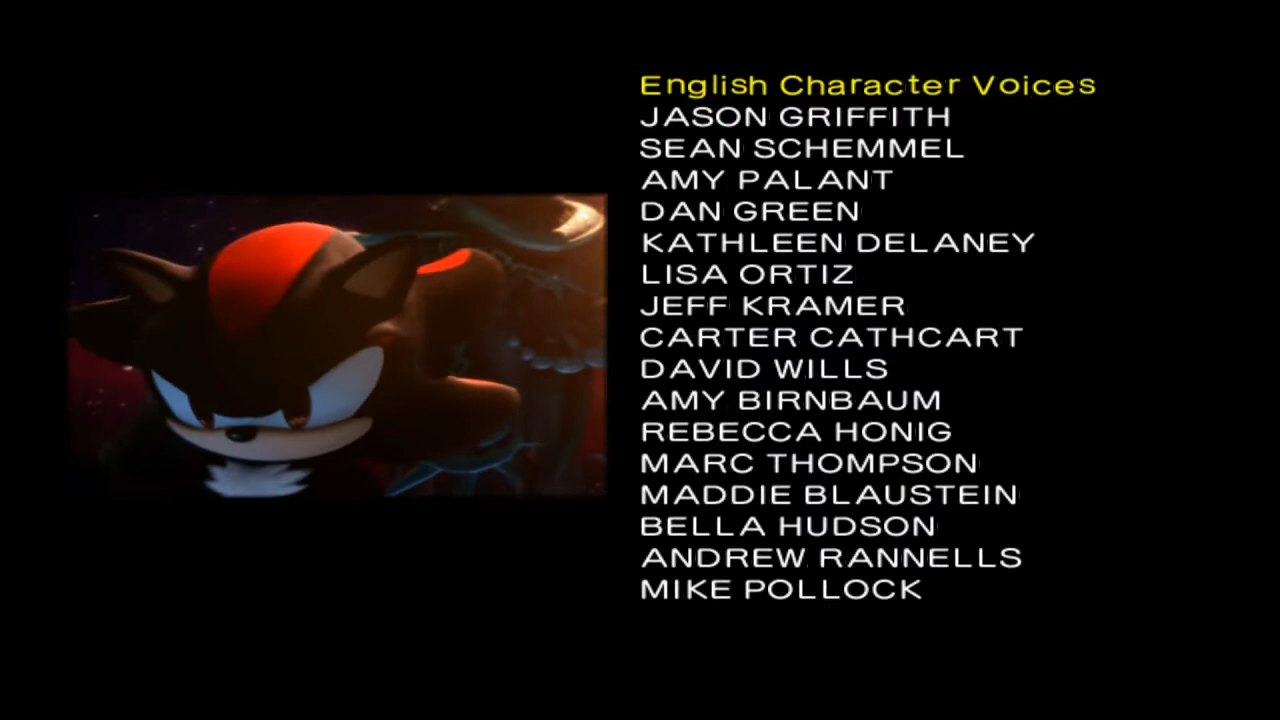 English Character Voices
JASON GRIFFITH
SEAN SCHEMMEL
AMY PALANT
DAN GREEN
KATHLEEN DELANEY
LISA ORTIZ
JEFF KRAMER
CARTER CATHCART
DAVID WILLS
AMY BIRNBAUM
REBECCA HONIG
MARC THOMPSON
MADDIE BLAUSTEIN
BELLA HUDSON
ANDREW RANNELLS
MIKE POLLOCK